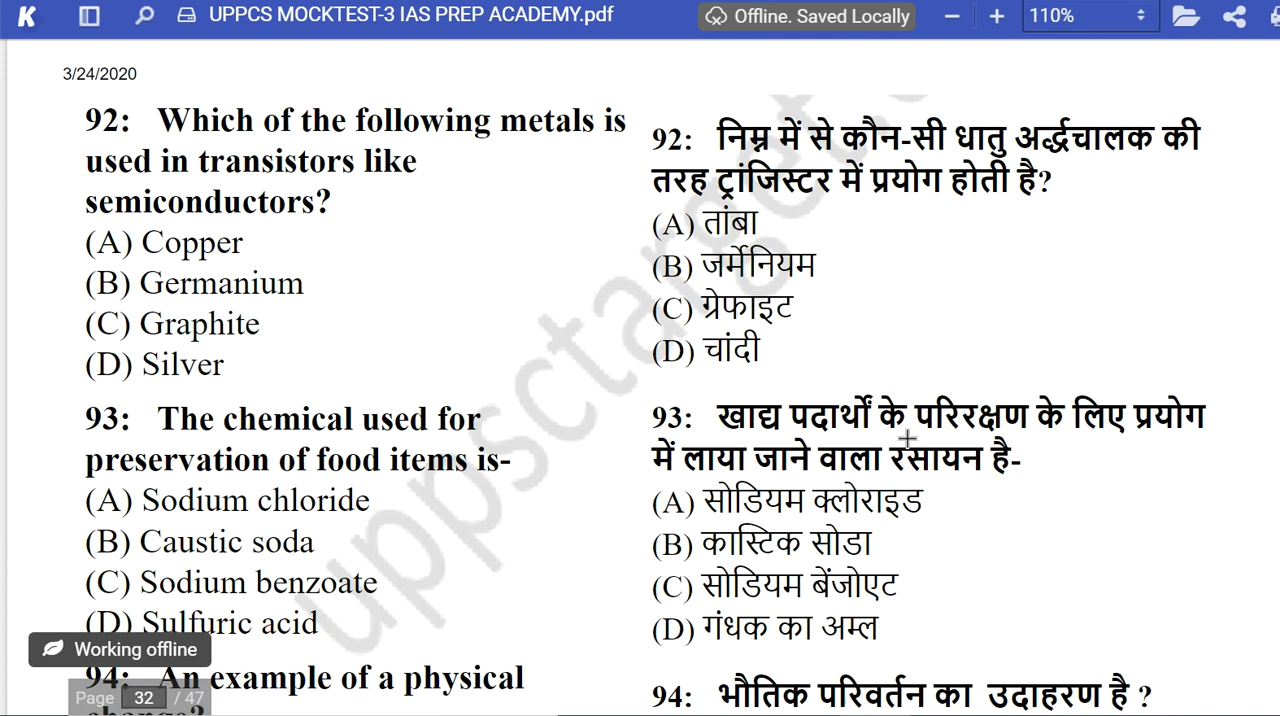 UPPCS MOCKTEST-3 IAS PREP ACADEMY.pdf
Offline. Saved Locally
110%
3/24/2020
92: Which of the following metals is
used in transistors like
semiconductors?
(A) Copper
(B) Germanium
(C) Graphite
(D) Silver
93: The chemical used for
preservation of food items is-
(A) Sodium chloride
(B) Caustic soda
(C) Sodium benzoate
(D) Sulfuric acid
94: An example of a physical
change?
92: निम्न में से कौन-सी धातु अर्द्धचालक की
तरह ट्रांजिस्टर में प्रयोग होती है?
(A) तांबा
(B) जर्मेनियम
(C) ग्रेफाइट
(D) चांदी
93: खाद्य पदार्थों के परिरक्षण के लिए प्रयोग
में लाया जाने वाला रसायन है-
(A) सोडियम क्लोराइड
(B) कास्टिक सोडा
(C) सोडियम बेंजोएट
(D) गंधक का अम्ल
94: भौतिक परिवर्तन का उदाहरण है ?
uppsctarget.
Working offline
Page 32 / 47